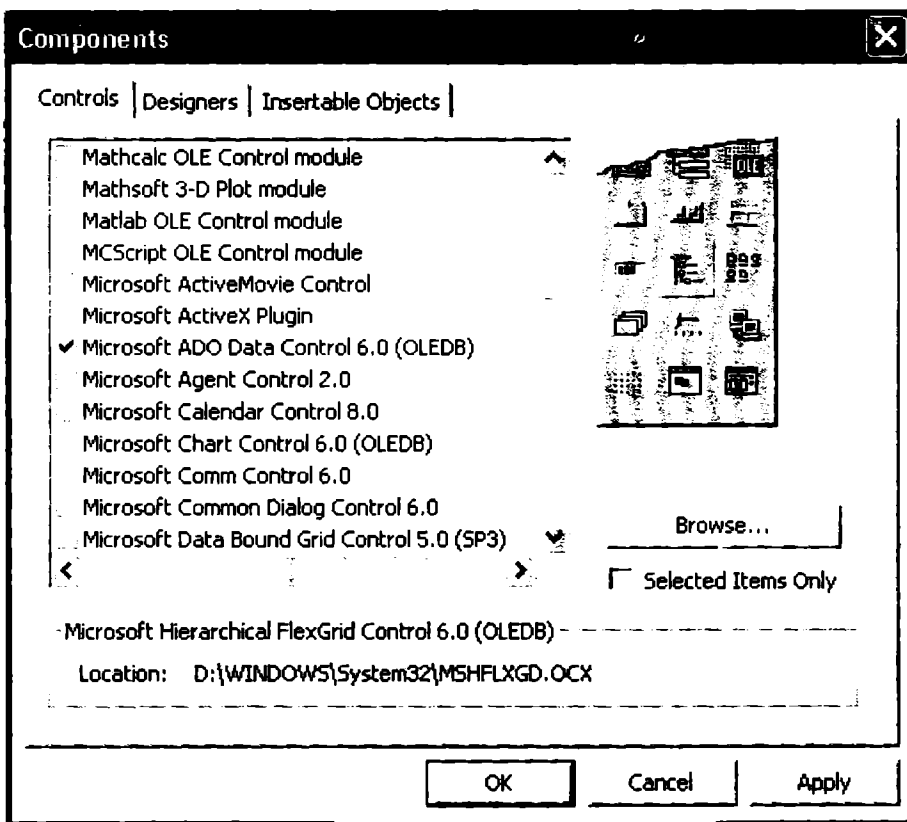 Components
Controls Designers Insertable Objects
Mathcalc OLE Control module
Mathsoft 3-D Plot module
Matlab OLE Control module
MCScript OLE Control module
Microsoft ActiveMovie Control
Microsoft ActiveX Plugin
Microsoft ADO Data Control 6.0 (OLEDB)
Microsoft Agent Control 2.0
Microsoft Calendar Control 8.0
Microsoft Chart Control 6.0 (OLEDB)
Microsoft Comm Control 6.0
Microsoft Common Dialog Control 6.0
Microsoft Data Bound Grid Control 5.0 (SP3)
Browse...
Selected Items Only
Microsoft Hierarchical FlexGrid Control 6.0 (OLEDB)
Location: D:\WINDOWS\System32\MSHFLXGD.OCX
OK Cancel Apply